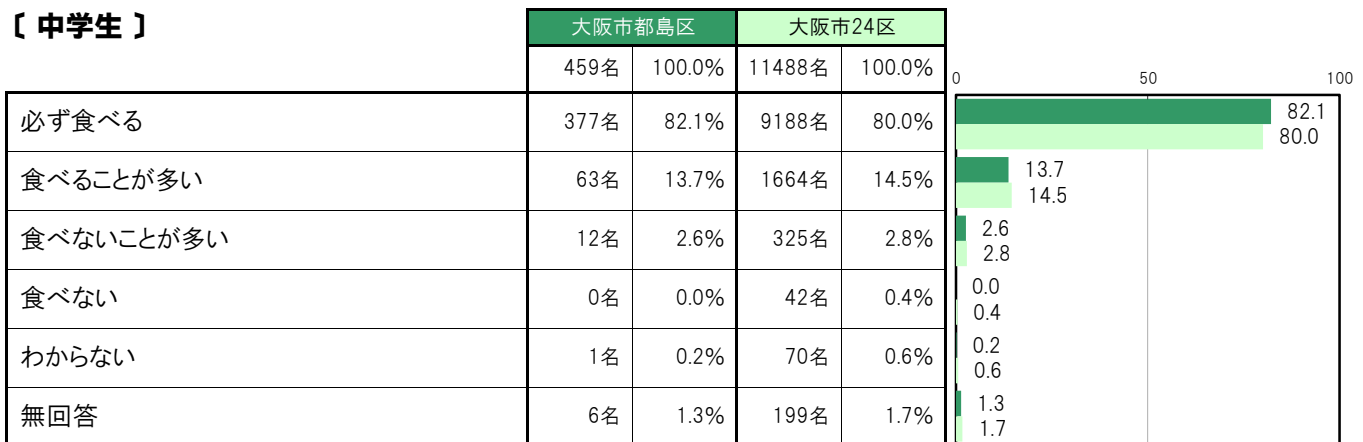 〔 中学生 〕
大阪市都島区 大阪市24区
459名 100.0% 11488名 100.0%
0 50 100
必ず食べる 377名 82.1% 9188名 80.0% 82.1
80.0
食べることが多い 63名 13.7% 1664名 14.5% 13.7
14.5
食べないことが多い 12名 2.6% 325名 2.8% 2.6
2.8
食べない 0名 0.0% 42名 0.4% 0.0
0.4
わからない 1名 0.2% 70名 0.6% 0.2
0.6
無回答 6名 1.3% 199名 1.7% 1.3
1.7